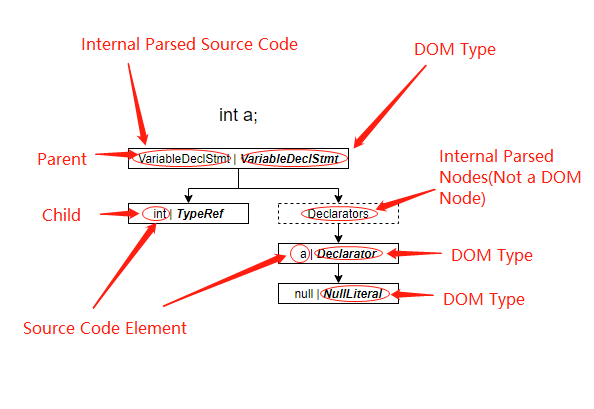 Internal Parsed Source Code
DOM Type
int a;
Parent
VariableDeclStmt | VariableDeclStmt
Internal Parsed
Nodes(Not a DOM
Node)
Child
int | TypeRef
Declarators
a | Declarator
DOM Type
null | NullLiteral
DOM Type
Source Code Element